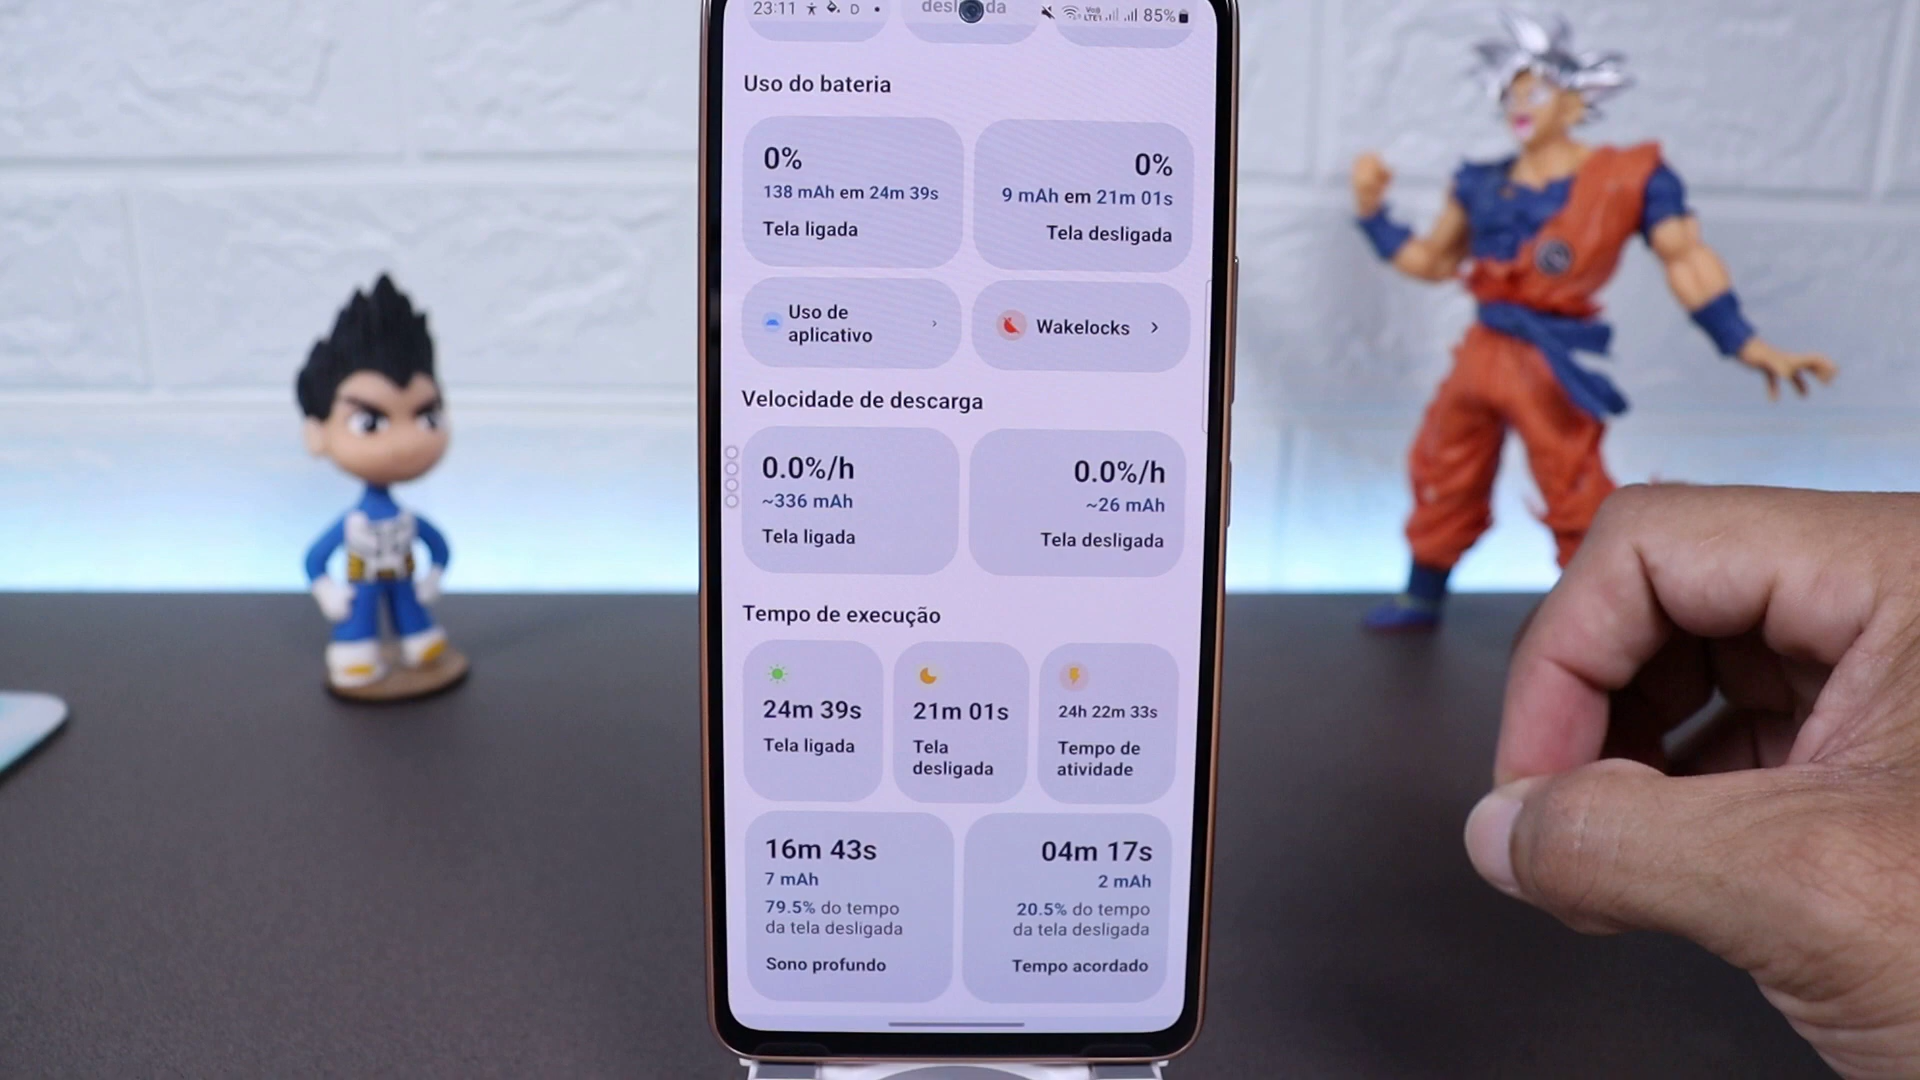 23:11 D 85%
Uso do bateria
0%
138 mAh em 24m 39s
Tela ligada
0%
9 mAh em 21m 01s
Tela desligada
Uso de
aplicativo
Wakelocks
Velocidade de descarga
0.0%/h
~336 mAh
Tela ligada
0.0%/h
~26 mAh
Tela desligada
Tempo de execução
24m 39s
Tela ligada
21m 01s
Tela
desligada
24h 22m 33s
Tempo de
atividade
16m 43s
7 mAh
79.5% do tempo
da tela desligada
Sono profundo
04m 17s
2 mAh
20.5% do tempo
da tela desligada
Tempo acordado